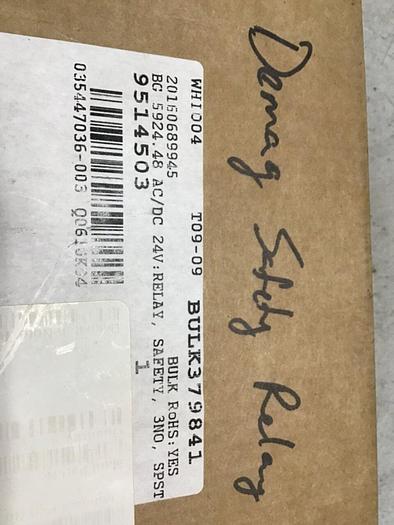 Demag Safety Relay
WHI004 T09-09 BULK379841
20160689945 BULK ROHS:YES
BG 5924.48 AC/DC 24V:RELAY, SAFETY, 3NO, SPST
9514503 1
035447036-003